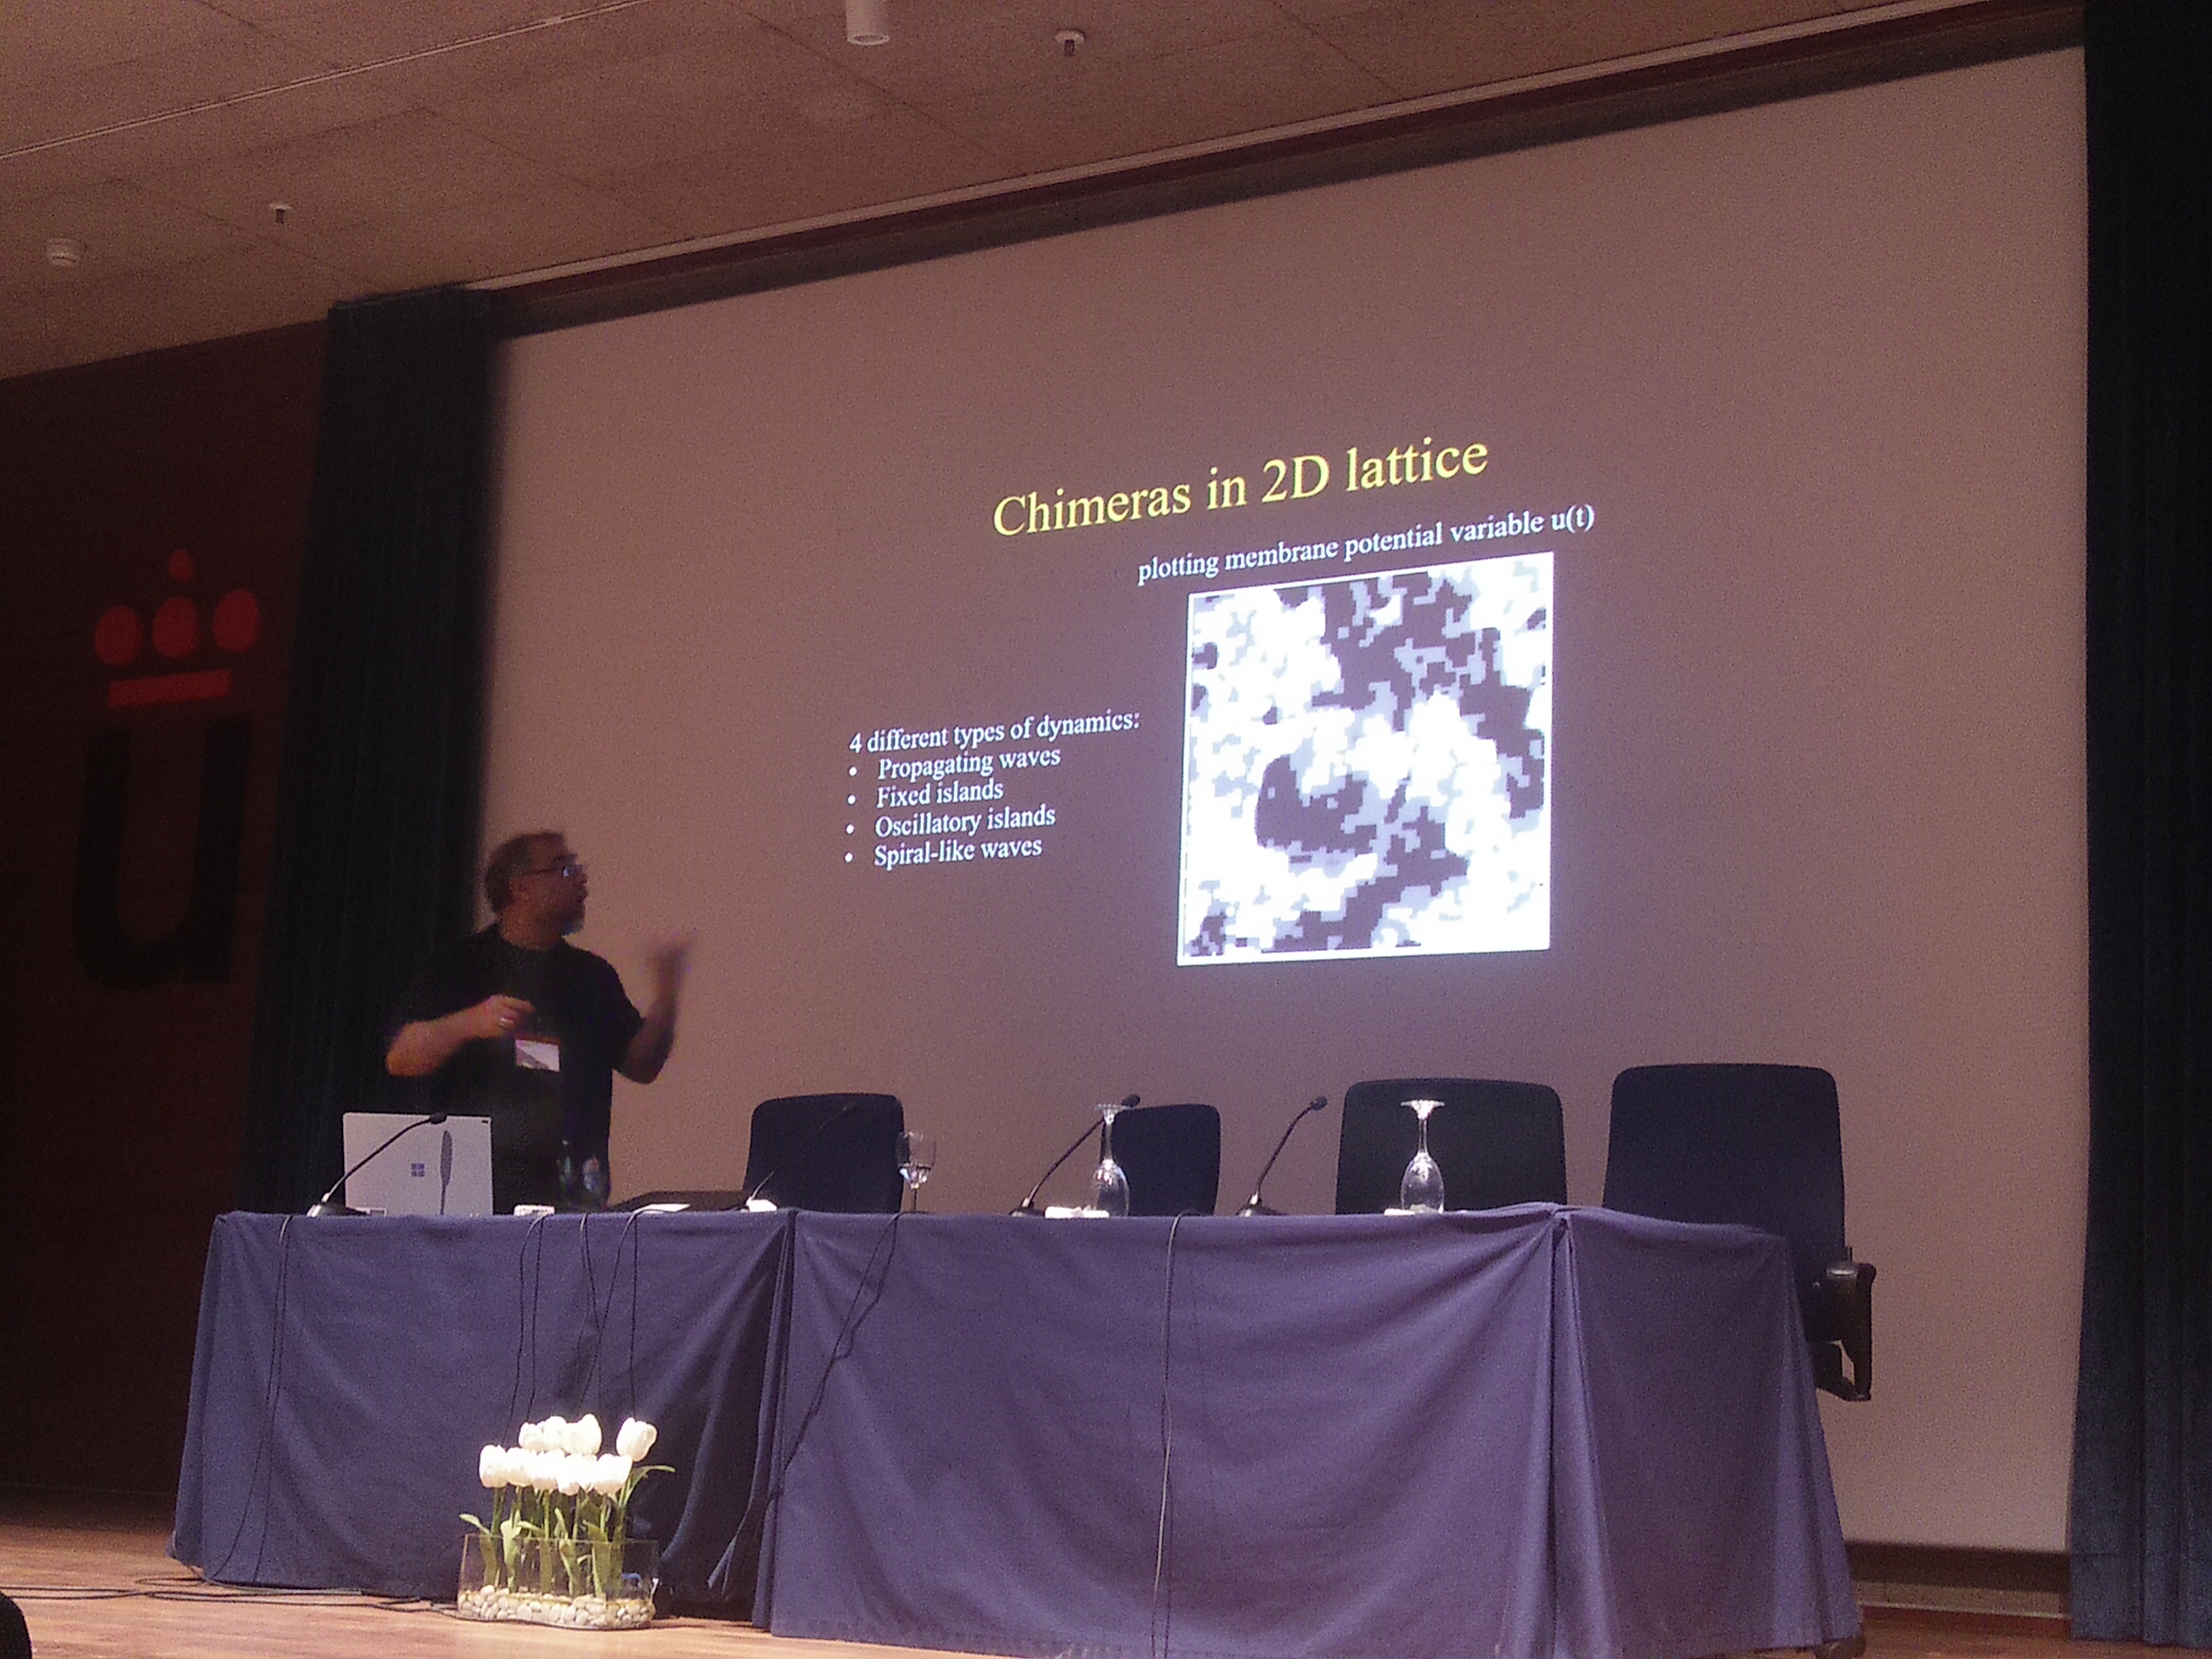 Chimeras in 2D lattice
plotting membrane potential variable u(t)
4 different types of dynamics:
• Propagating waves
• Fixed islands
• Oscillatory islands
• Spiral-like waves
u